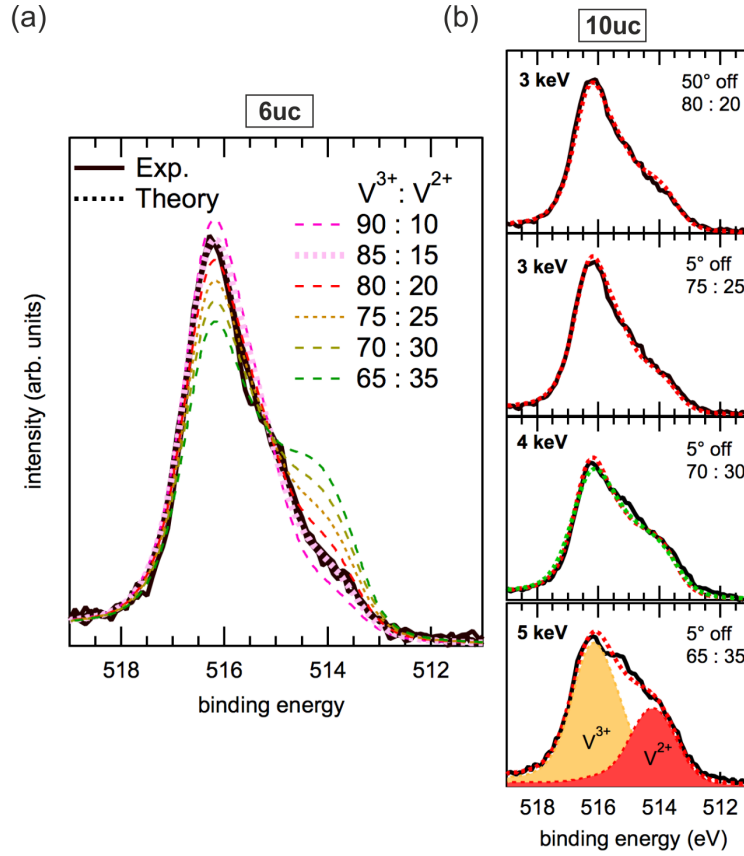 (a)
6uc
Exp.
Theory
V3+ : V2+
90 : 10
85 : 15
80 : 20
75 : 25
70 : 30
65 : 35
intensity (arb. units)
518
516
514
512
binding energy
(b)
10uc
3 keV
50° off
80 : 20
3 keV
5° off
75 : 25
4 keV
5° off
70 : 30
5 keV
5° off
65 : 35
V3+
V2+
518
516
514
512
binding energy (eV)